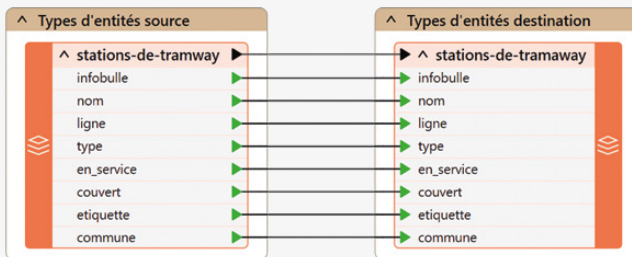 Types d'entités source
stations-de-tramway
infobulle
nom
ligne
type
en_service
couvert
etiquette
commune
Types d'entités destination
stations-de-tramaway
infobulle
nom
ligne
type
en_service
couvert
etiquette
commune